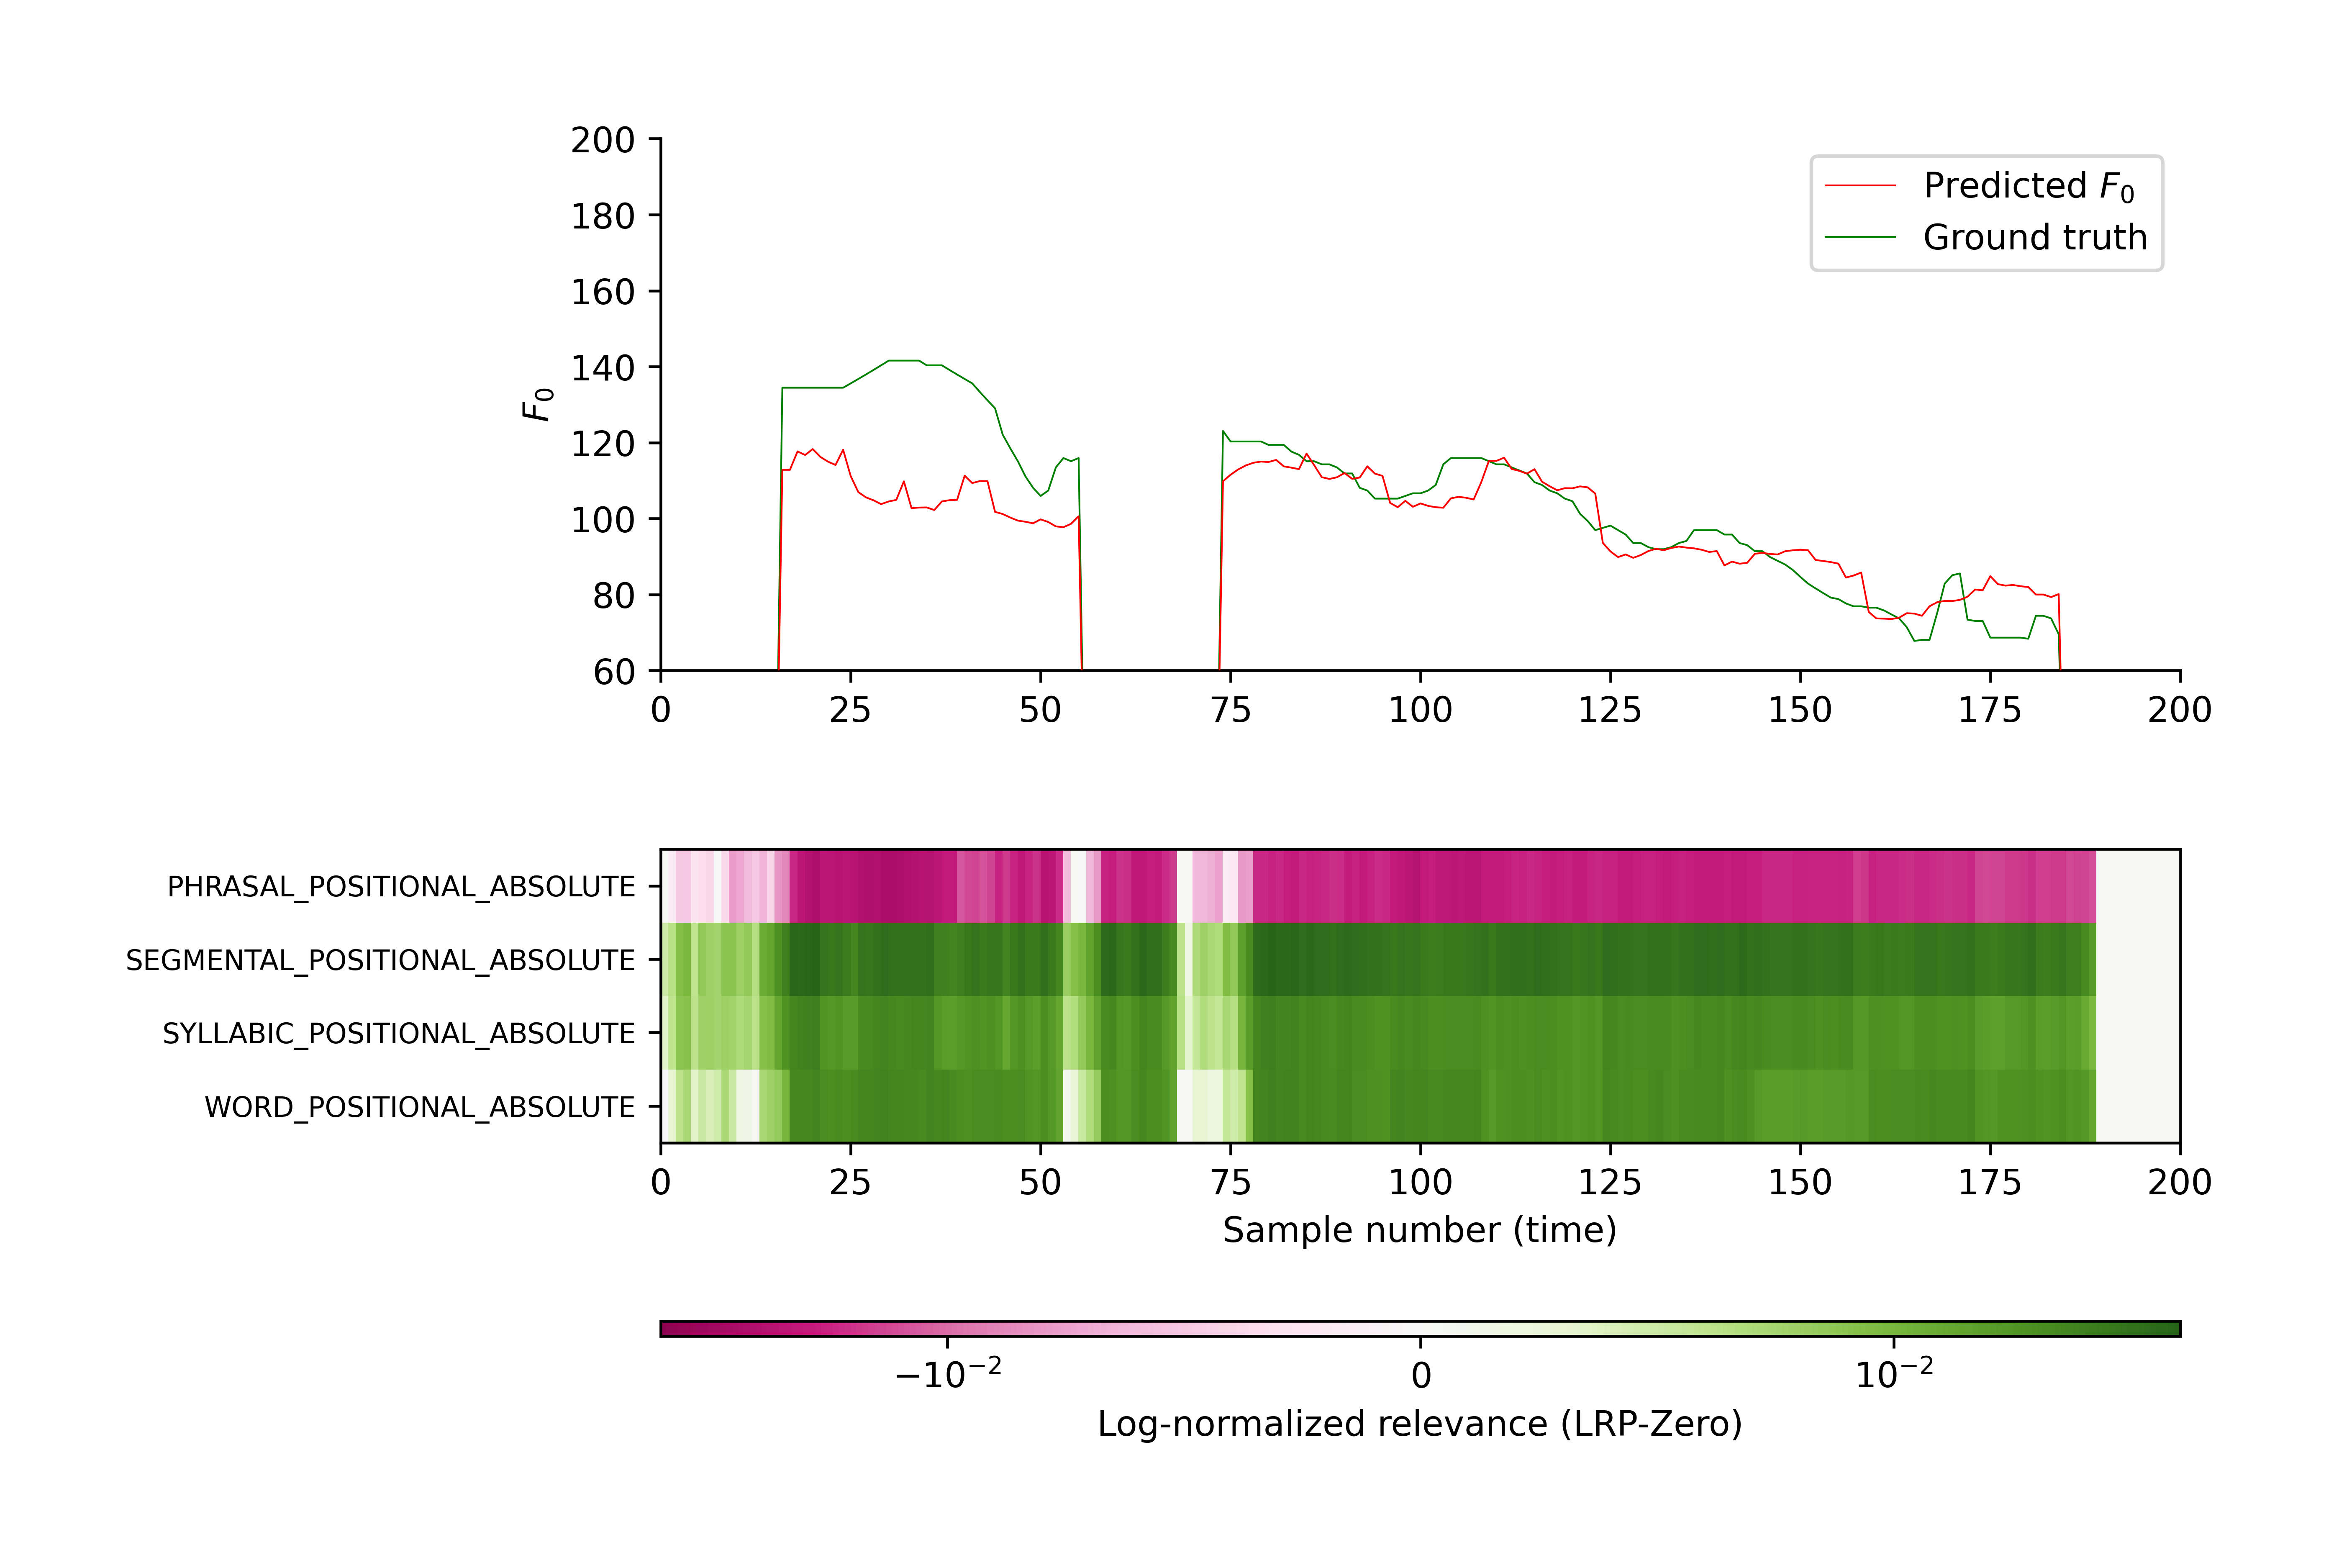 200
180
160
140
120
100
80
60
F₀
Predicted F₀
Ground truth
0 25 50 75 100 125 150 175 200
PHRASAL_POSITIONAL_ABSOLUTE
SEGMENTAL_POSITIONAL_ABSOLUTE
SYLLABIC_POSITIONAL_ABSOLUTE
WORD_POSITIONAL_ABSOLUTE
0 25 50 75 100 125 150 175 200
Sample number (time)
−10⁻² 0 10⁻²
Log-normalized relevance (LRP-Zero)